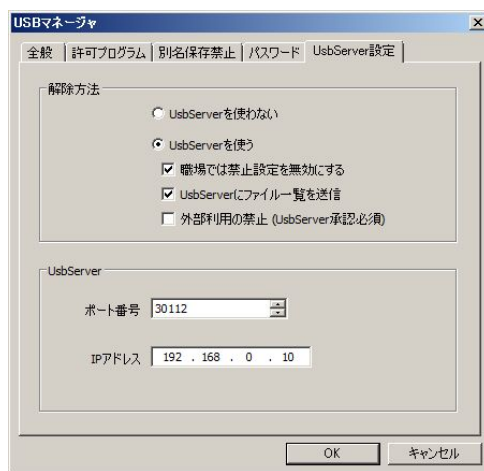 USBマネージャ
全般
許可プログラム
別名保存禁止
パスワード
UsbServer設定
解除方法
UsbServerを使わない
UsbServerを使う
職場では禁止設定を無効にする
UsbServerにファイル一覧を送信
外部利用の禁止 (UsbServer承認必須)
UsbServer
ポート番号 30112
IPアドレス 192 . 168 . 0 . 10
OK キャンセル